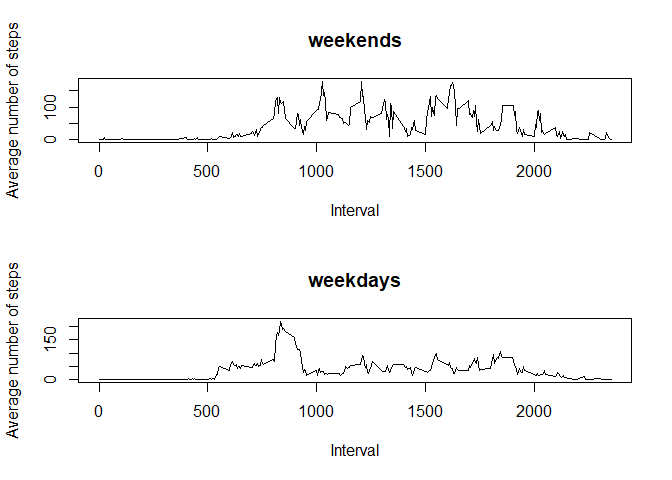 weekends
Average number of steps
100
0
0 500 1000 1500 2000
Interval
weekdays
Average number of steps
150
0
0 500 1000 1500 2000
Interval